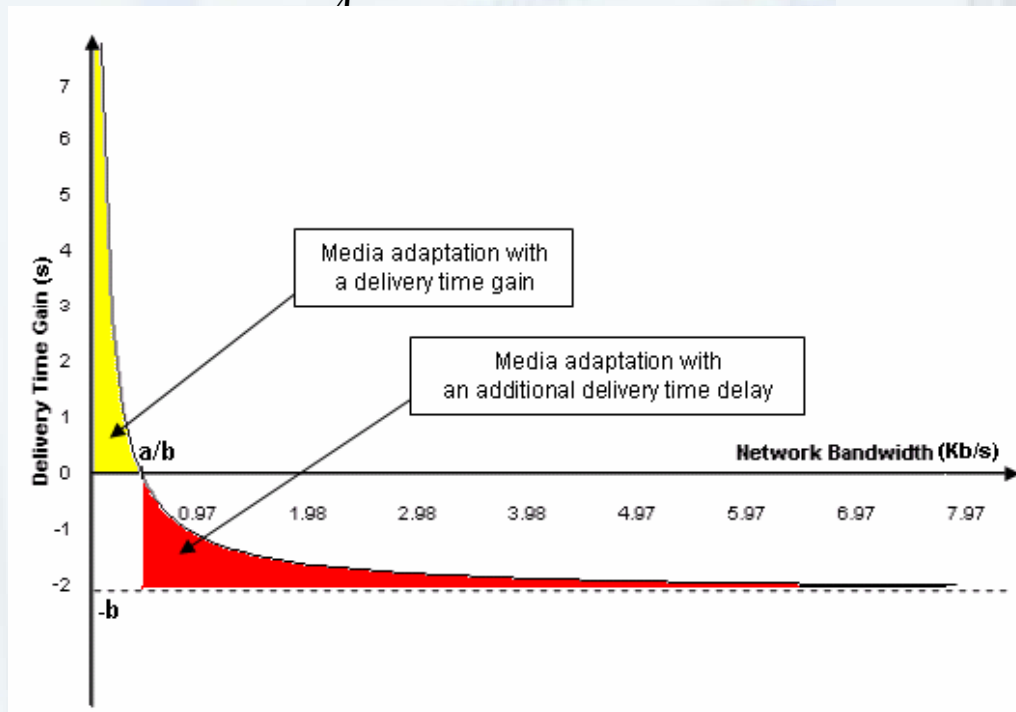 7
6
5
4
3
2
1
0
-1
-2
Delivery Time Gain (s)
Media adaptation with
a delivery time gain
Media adaptation with
an additional delivery time delay
a/b
Network Bandwidth (Kb/s)
0.97 1.98 2.98 3.98 4.97 5.97 6.97 7.97
-b